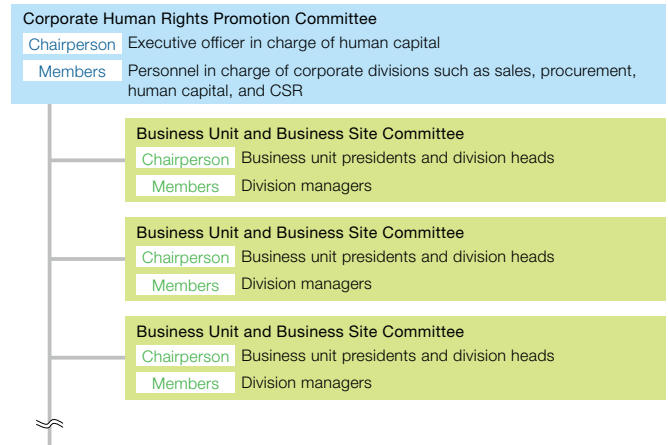 Corporate Human Rights Promotion Committee
Chairperson Executive officer in charge of human capital
Members Personnel in charge of corporate divisions such as sales, procurement,
human capital, and CSR
Business Unit and Business Site Committee
Chairperson Business unit presidents and division heads
Members Division managers
Business Unit and Business Site Committee
Chairperson Business unit presidents and division heads
Members Division managers
Business Unit and Business Site Committee
Chairperson Business unit presidents and division heads
Members Division managers